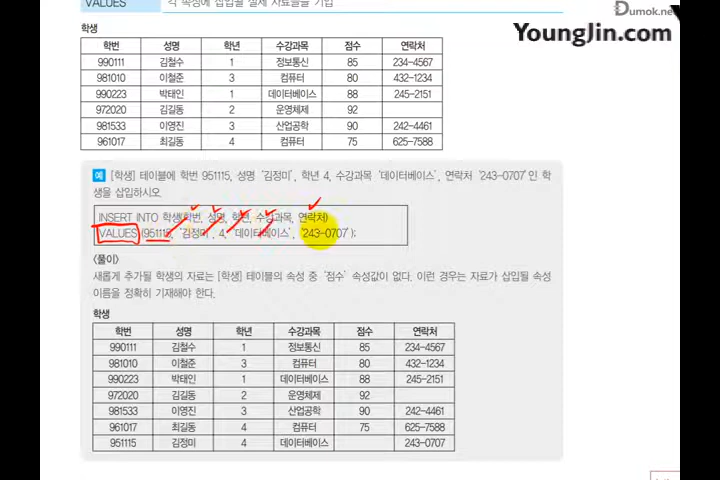 VALUES 각 속성에 삽입될 실제 자료들을 기입
Dumok.ne
YoungJin.com
학생
학번 성명 학년 수강과목 점수 연락처
990111 김철수 1 정보통신 85 234-4567
981010 이철준 3 컴퓨터 80 432-1234
990223 박태인 1 데이터베이스 88 245-2151
972020 김길동 2 운영체제 92
981533 이영진 3 산업공학 90 242-4461
961017 최길동 4 컴퓨터 75 625-7588
예 [학생] 테이블에 학번 951115, 성명 '김정미', 학년 4, 수강과목 '데이터베이스', 연락처 '243-0707'인 학
생을 삽입하시오.
INSERT INTO 학생(학번, 성명, 학년, 수강과목, 연락처)
VALUES (951115, '김정미', 4, '데이터베이스', '243-0707');
<풀이>
새롭게 추가될 학생의 자료는 [학생] 테이블의 속성 중 '점수' 속성값이 없다. 이런 경우는 자료가 삽입될 속성
이름을 정확히 기재해야 한다.
학생
학번 성명 학년 수강과목 점수 연락처
990111 김철수 1 정보통신 85 234-4567
981010 이철준 3 컴퓨터 80 432-1234
990223 박태인 1 데이터베이스 88 245-2151
972020 김길동 2 운영체제 92
981533 이영진 3 산업공학 90 242-4461
961017 최길동 4 컴퓨터 75 625-7588
951115 김정미 4 데이터베이스 243-0707